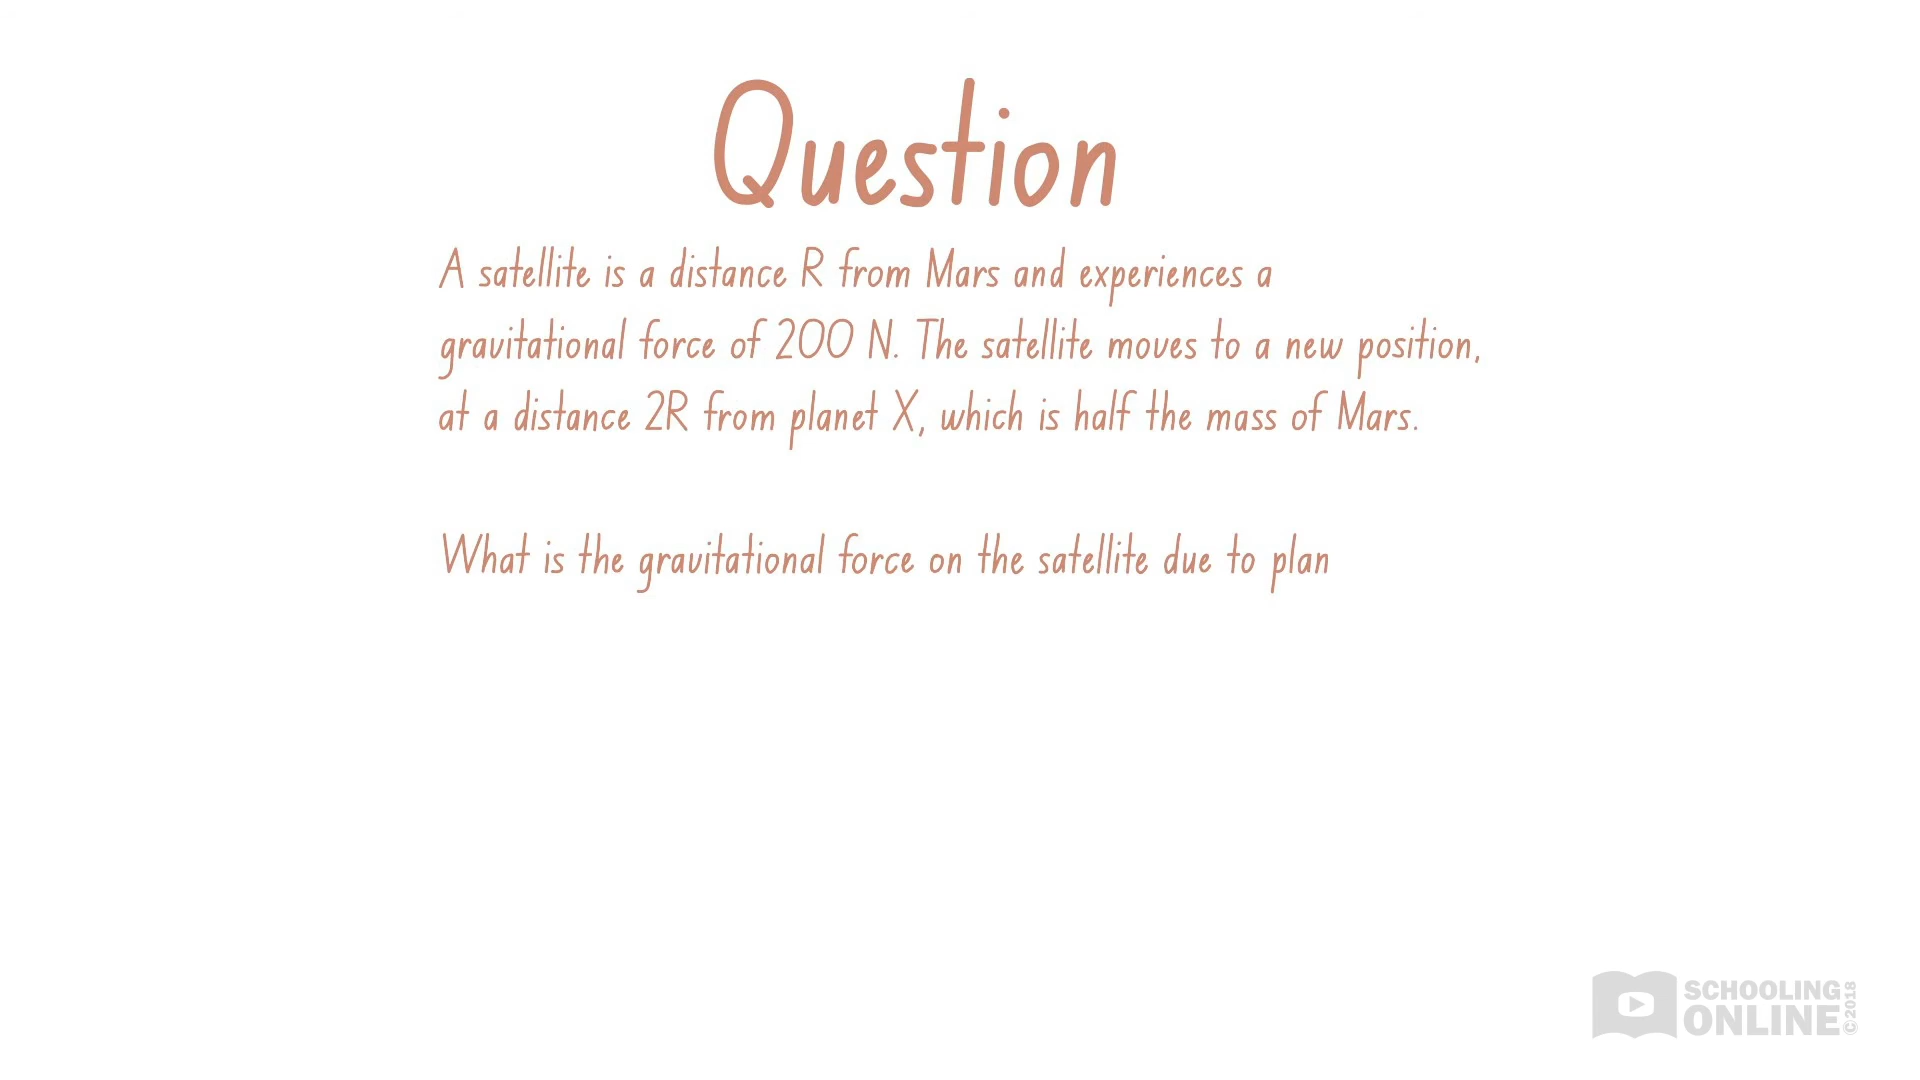 Question
A satellite is a distance R from Mars and experiences a
gravitational force of 200 N. The satellite moves to a new position,
at a distance 2R from planet X, which is half the mass of Mars.
What is the gravitational force on the satellite due to plan
SCHOOLING
ONLINE
©2018